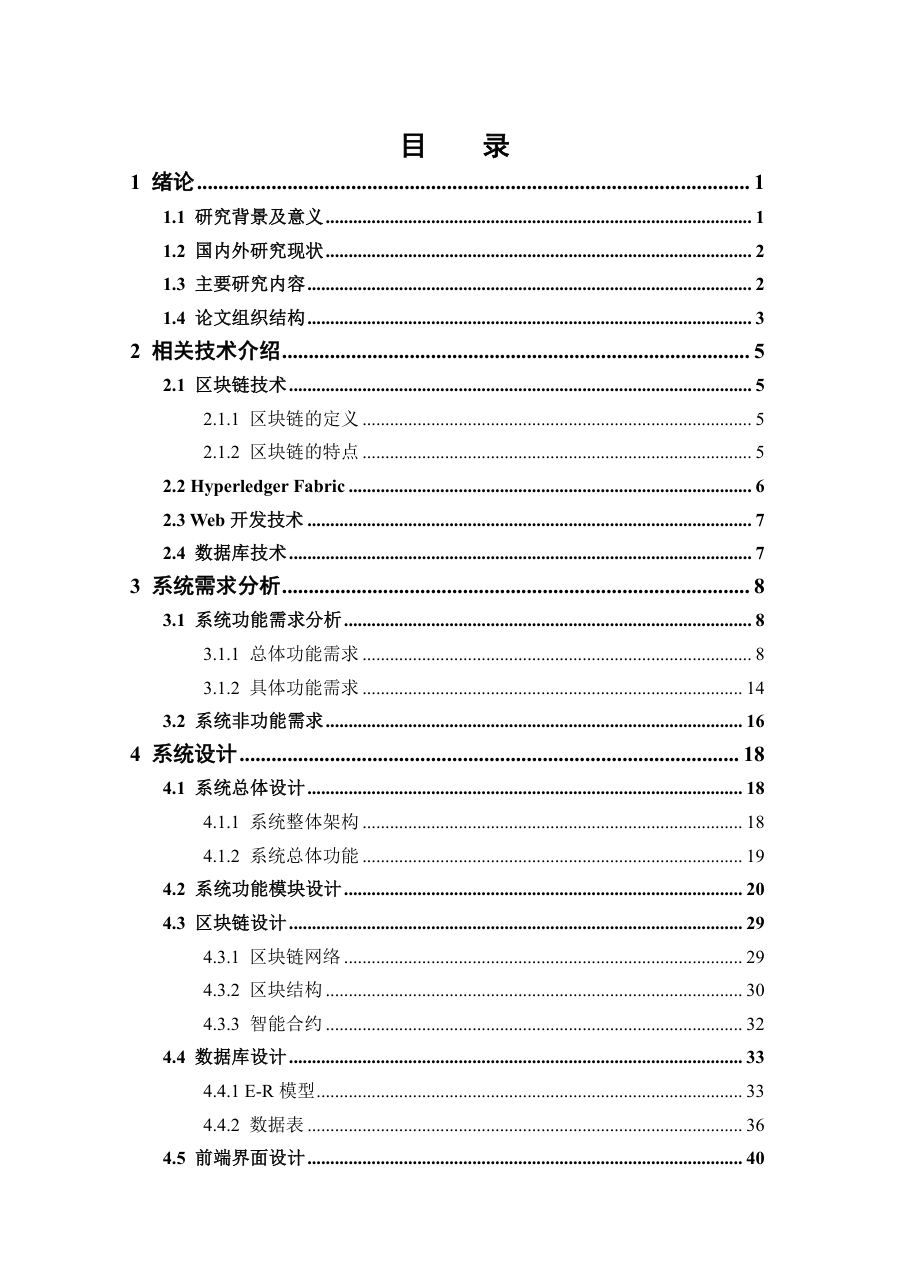 目 录
1 绪论 1
1.1 研究背景及意义 1
1.2 国内外研究现状 2
1.3 主要研究内容 2
1.4 论文组织结构 3
2 相关技术介绍 5
2.1 区块链技术 5
2.1.1 区块链的定义 5
2.1.2 区块链的特点 5
2.2 Hyperledger Fabric 6
2.3 Web 开发技术 7
2.4 数据库技术 7
3 系统需求分析 8
3.1 系统功能需求分析 8
3.1.1 总体功能需求 8
3.1.2 具体功能需求 14
3.2 系统非功能需求 16
4 系统设计 18
4.1 系统总体设计 18
4.1.1 系统整体架构 18
4.1.2 系统总体功能 19
4.2 系统功能模块设计 20
4.3 区块链设计 29
4.3.1 区块链网络 29
4.3.2 区块结构 30
4.3.3 智能合约 32
4.4 数据库设计 33
4.4.1 E-R 模型 33
4.4.2 数据表 36
4.5 前端界面设计 40